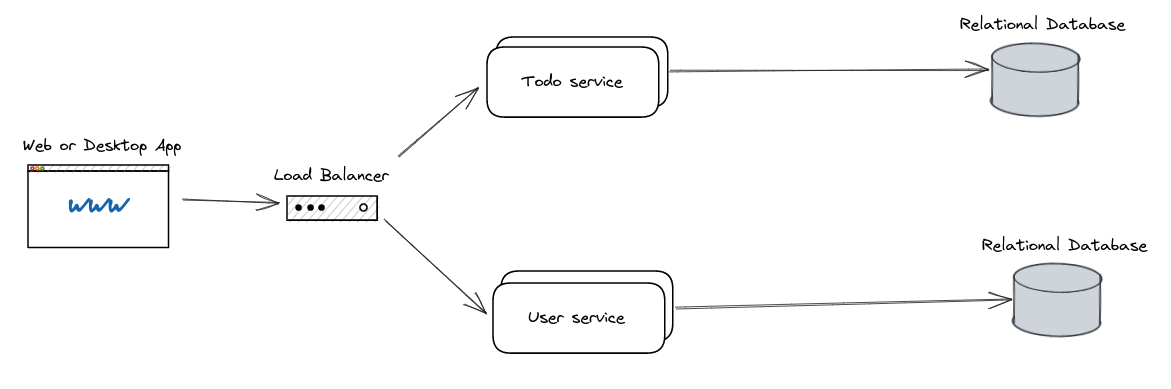 Relational Database
Todo service
Web or Desktop App
www
Load Balancer
Relational Database
User service